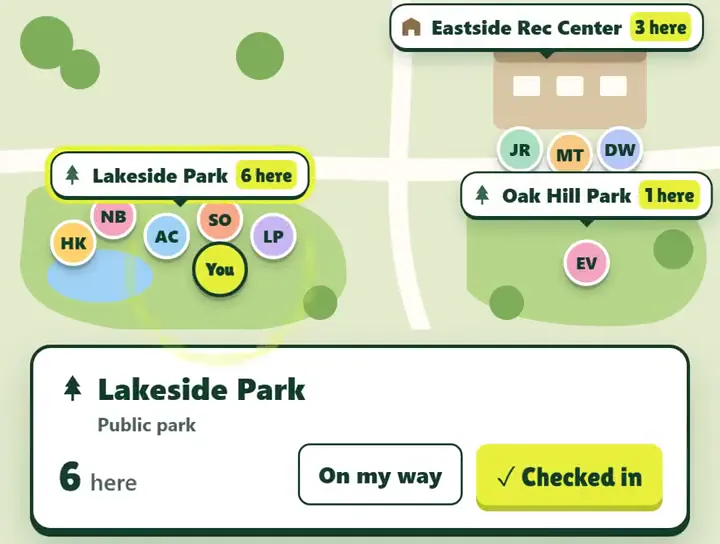 Eastside Rec Center 3 here
JR MT DW
Lakeside Park 6 here
Oak Hill Park 1 here
HK NB AC SO LP
You
EV
Lakeside Park
Public park
6 here
On my way
✓ Checked in